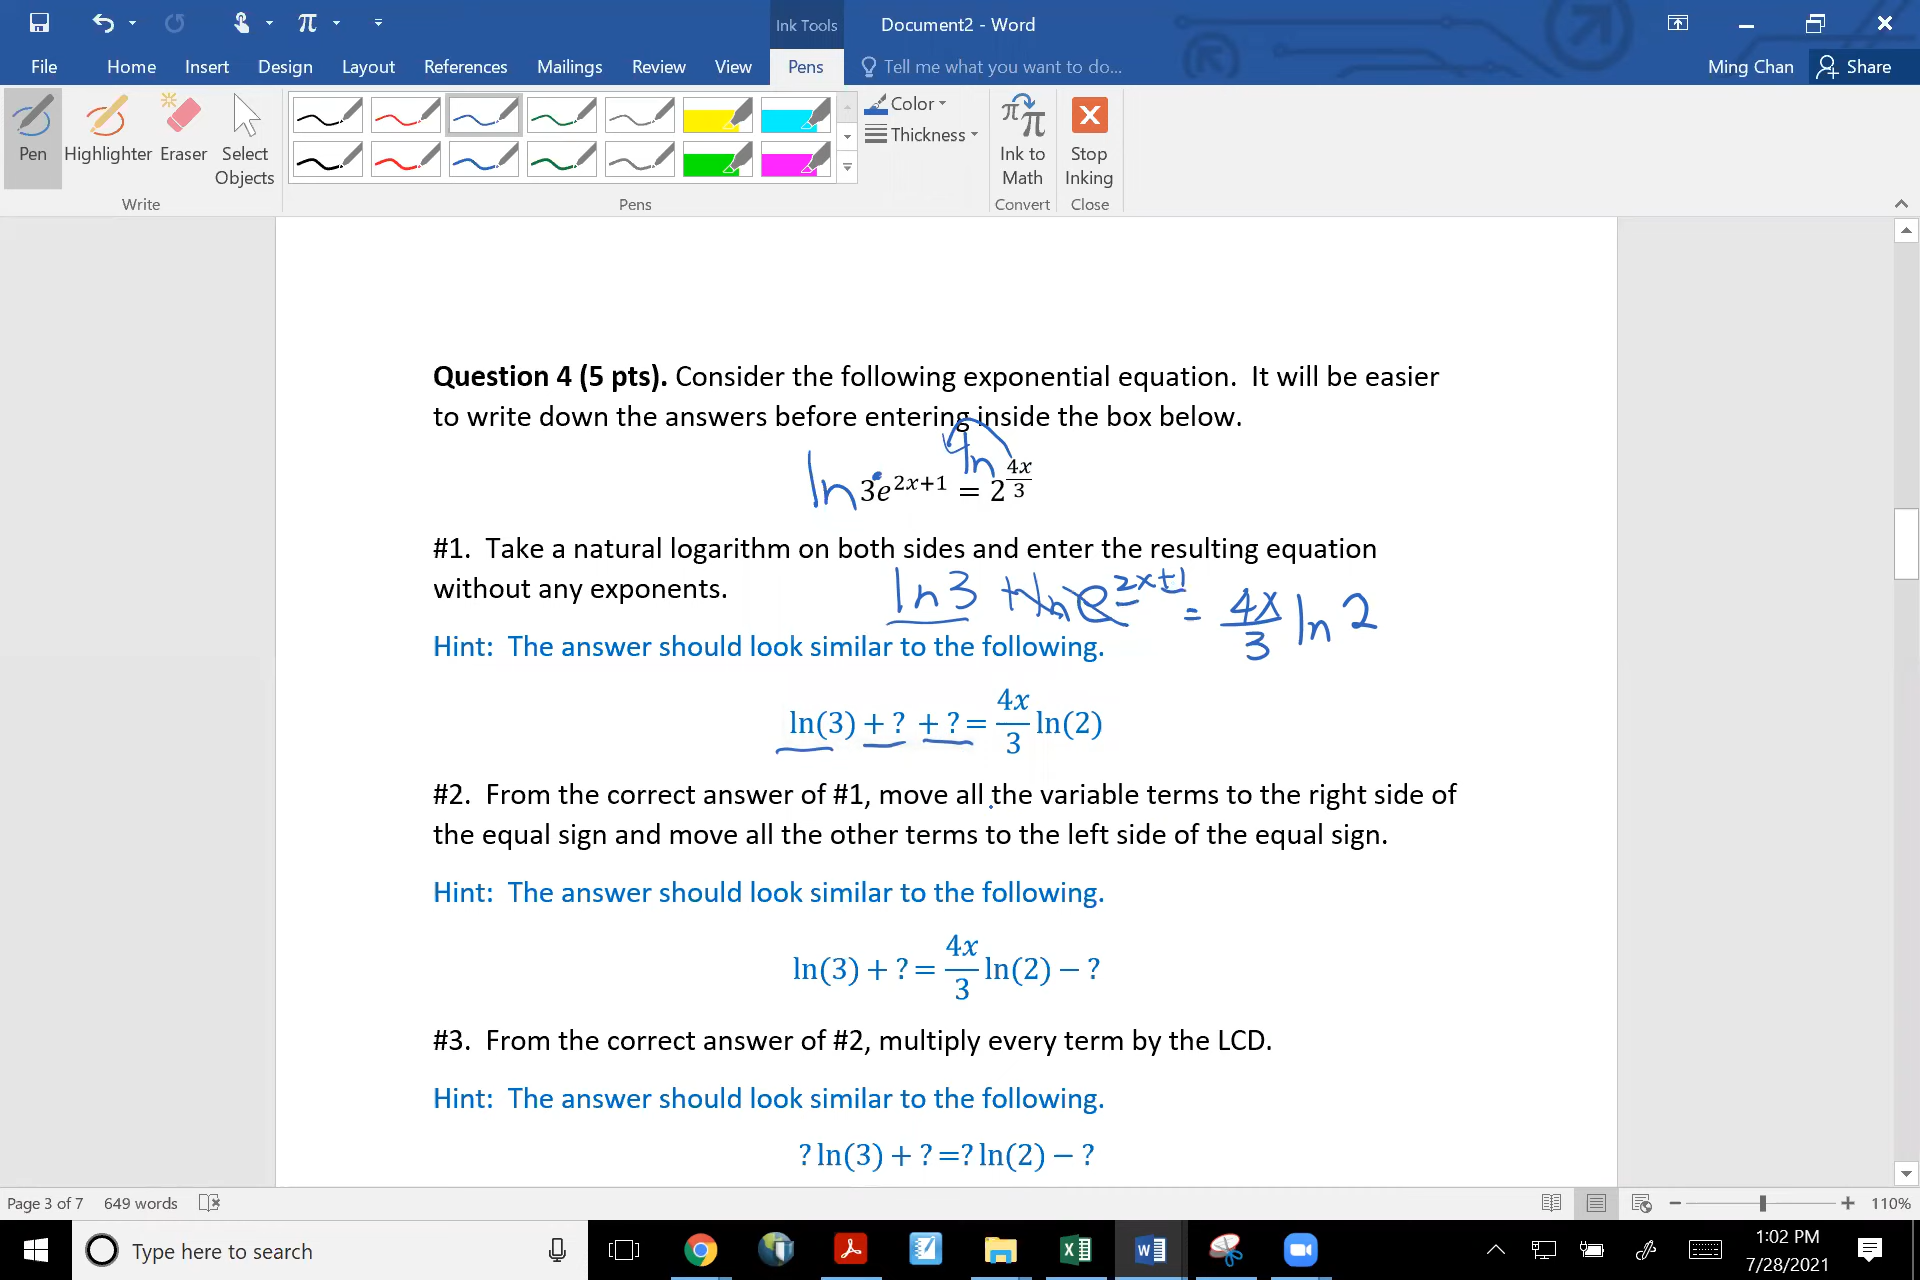 Ink Tools Document2 - Word
File Home Insert Design Layout References Mailings Review View Pens Tell me what you want to do... Ming Chan Share
Pen Highlighter Eraser Select Objects
Write
Pens
Color
Thickness
Ink to Math
Convert
Stop Inking
Close
Question 4 (5 pts). Consider the following exponential equation. It will be easier
to write down the answers before entering inside the box below.
ln 3e^{2x+1} = ln 2^{4x/3}
#1. Take a natural logarithm on both sides and enter the resulting equation
without any exponents.
ln 3 + ln e^{2x+1} = 4x/3 ln 2
Hint: The answer should look similar to the following.
ln(3) + ? + ? = 4x/3 ln(2)
#2. From the correct answer of #1, move all the variable terms to the right side of
the equal sign and move all the other terms to the left side of the equal sign.
Hint: The answer should look similar to the following.
ln(3) + ? = 4x/3 ln(2) − ?
#3. From the correct answer of #2, multiply every term by the LCD.
Hint: The answer should look similar to the following.
? ln(3) + ? =? ln(2) − ?
Page 3 of 7 649 words 110%
Type here to search
1:02 PM
7/28/2021